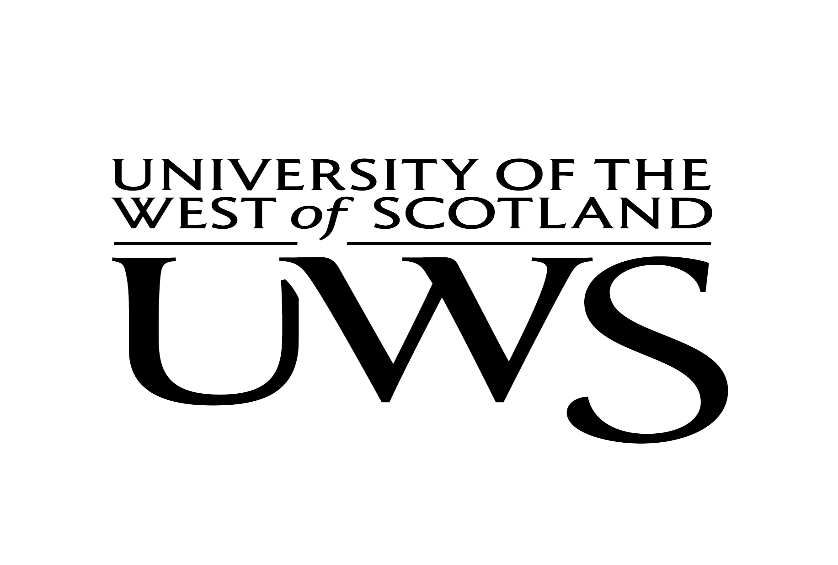 UNIVERSITY OF THE
WEST of SCOTLAND
UWS